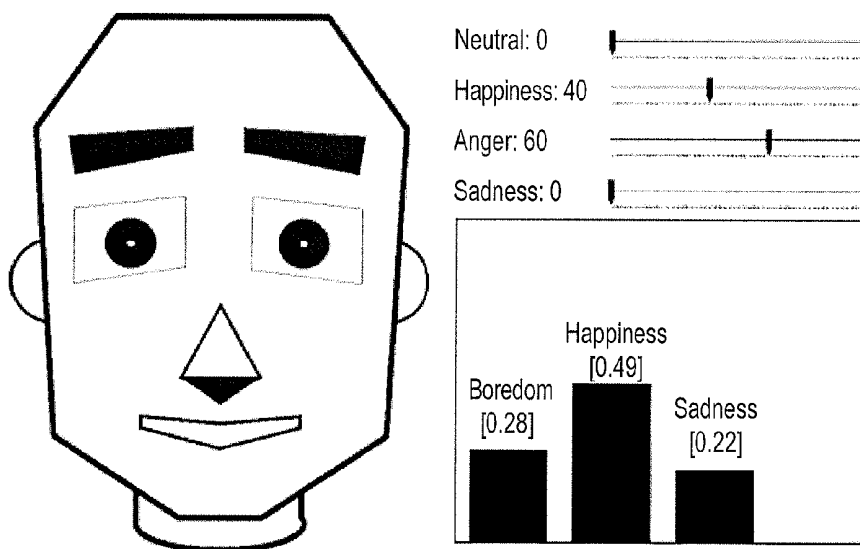 Neutral: 0
Happiness: 40
Anger: 60
Sadness: 0
Happiness
[0.49]
Boredom
[0.28]
Sadness
[0.22]